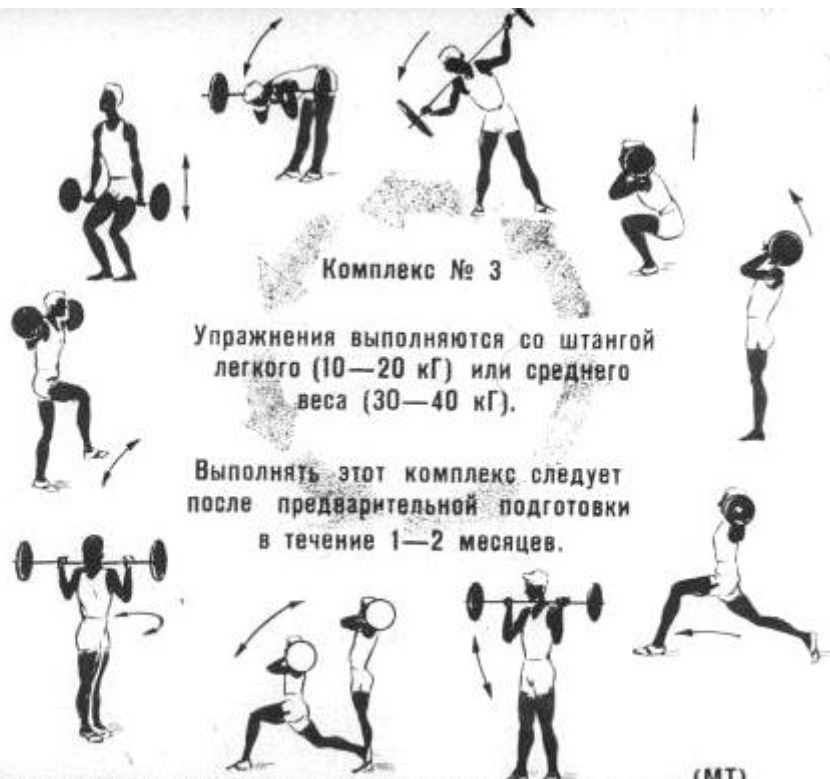 Комплекс № 3
Упражнения выполняются со штангой
легкого (10—20 кГ) или среднего
веса (30—40 кГ).
Выполнять этот комплекс следует
после предварительной подготовки
в течение 1—2 месяцев.
(МТ)